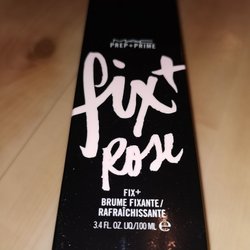 MAC
PREP+PRIME
fix+
Rose
FIX+
BRUME FIXANTE/
RAFRAÎCHISSANTE
3.4 FL. OZ. LIQ/100 ML e